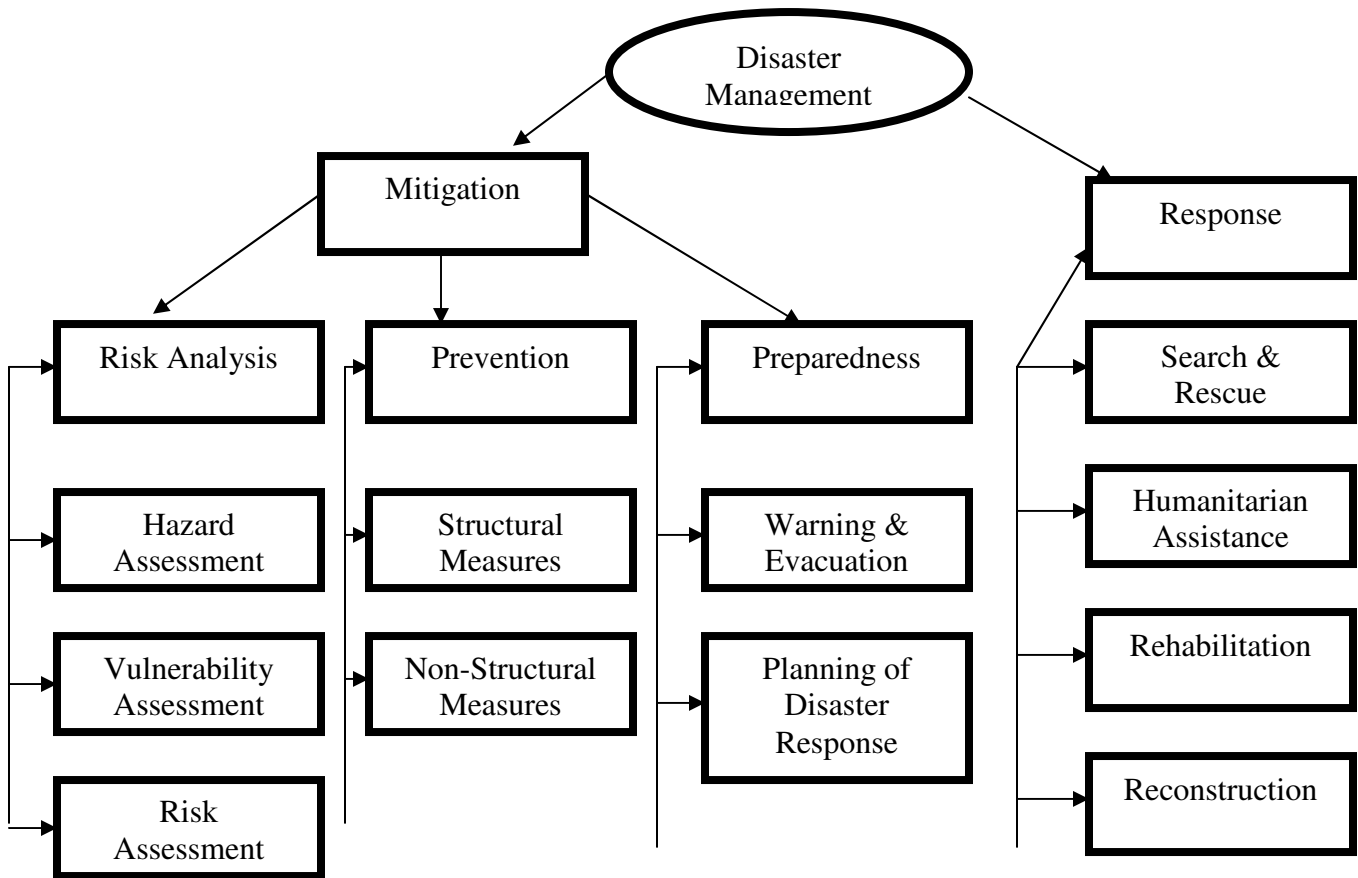 Disaster
Management
Mitigation
Response
Risk Analysis
Prevention
Preparedness
Search &
Rescue
Hazard
Assessment
Structural
Measures
Warning &
Evacuation
Humanitarian
Assistance
Vulnerability
Assessment
Non-Structural
Measures
Planning of
Disaster
Response
Rehabilitation
Risk
Assessment
Reconstruction